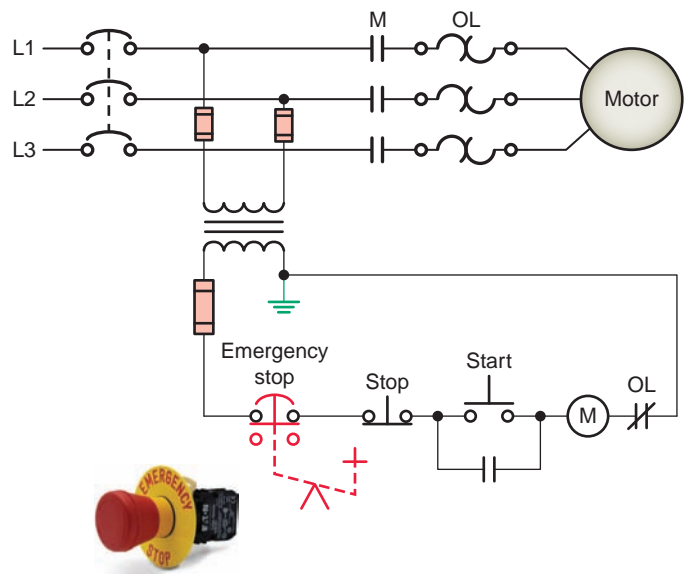 M OL
L1
L2
Motor
L3
Emergency
stop
Stop
Start
M
OL
EMERGENCY
STOP